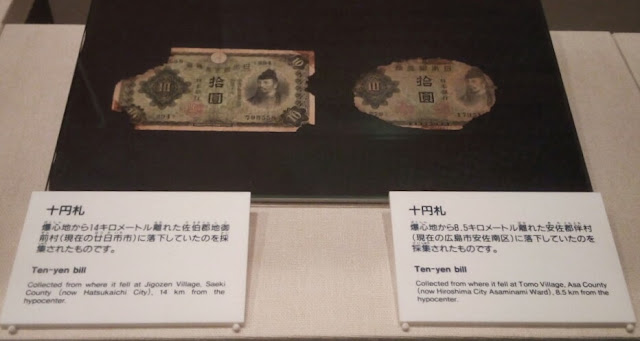 10
拾圓
10
拾圓
十円札
爆心地から14キロメートル離れた佐伯郡地御
前村(現在の廿日市市)に落下していたのを採
集されたものです。
Ten-yen bill
Collected from where it fell at Jigozen Village, Saeki
County (now Hatsukaichi City), 14 km from the
hypocenter.
十円札
爆心地から8.5キロメートル離れた安佐郡伴村
(現在の広島市安佐南区)に落下していたのを
採集されたものです。
Ten-yen bill
Collected from where it fell at Tomo Village, Asa County
(now Hiroshima City Asaminami Ward), 8.5 km from the
hypocenter.